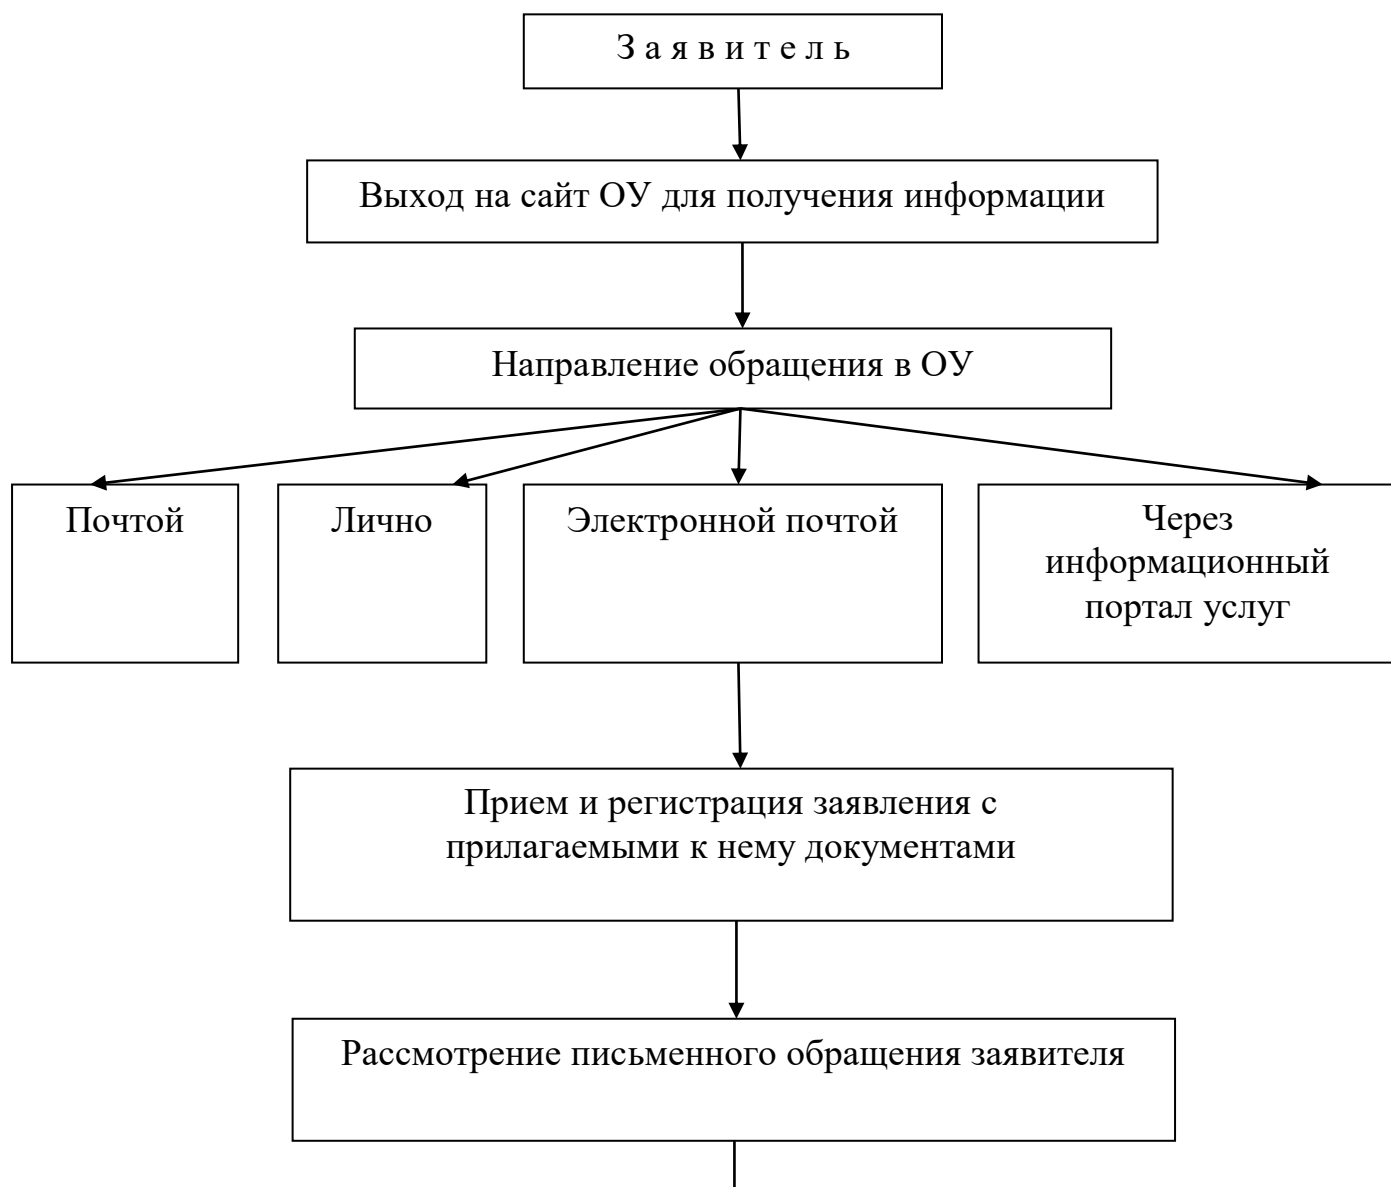 З а я в и т е л ь
Выход на сайт ОУ для получения информации
Направление обращения в ОУ
Почтой
Лично
Электронной почтой
Через
информационный
портал услуг
Прием и регистрация заявления с
прилагаемыми к нему документами
Рассмотрение письменного обращения заявителя